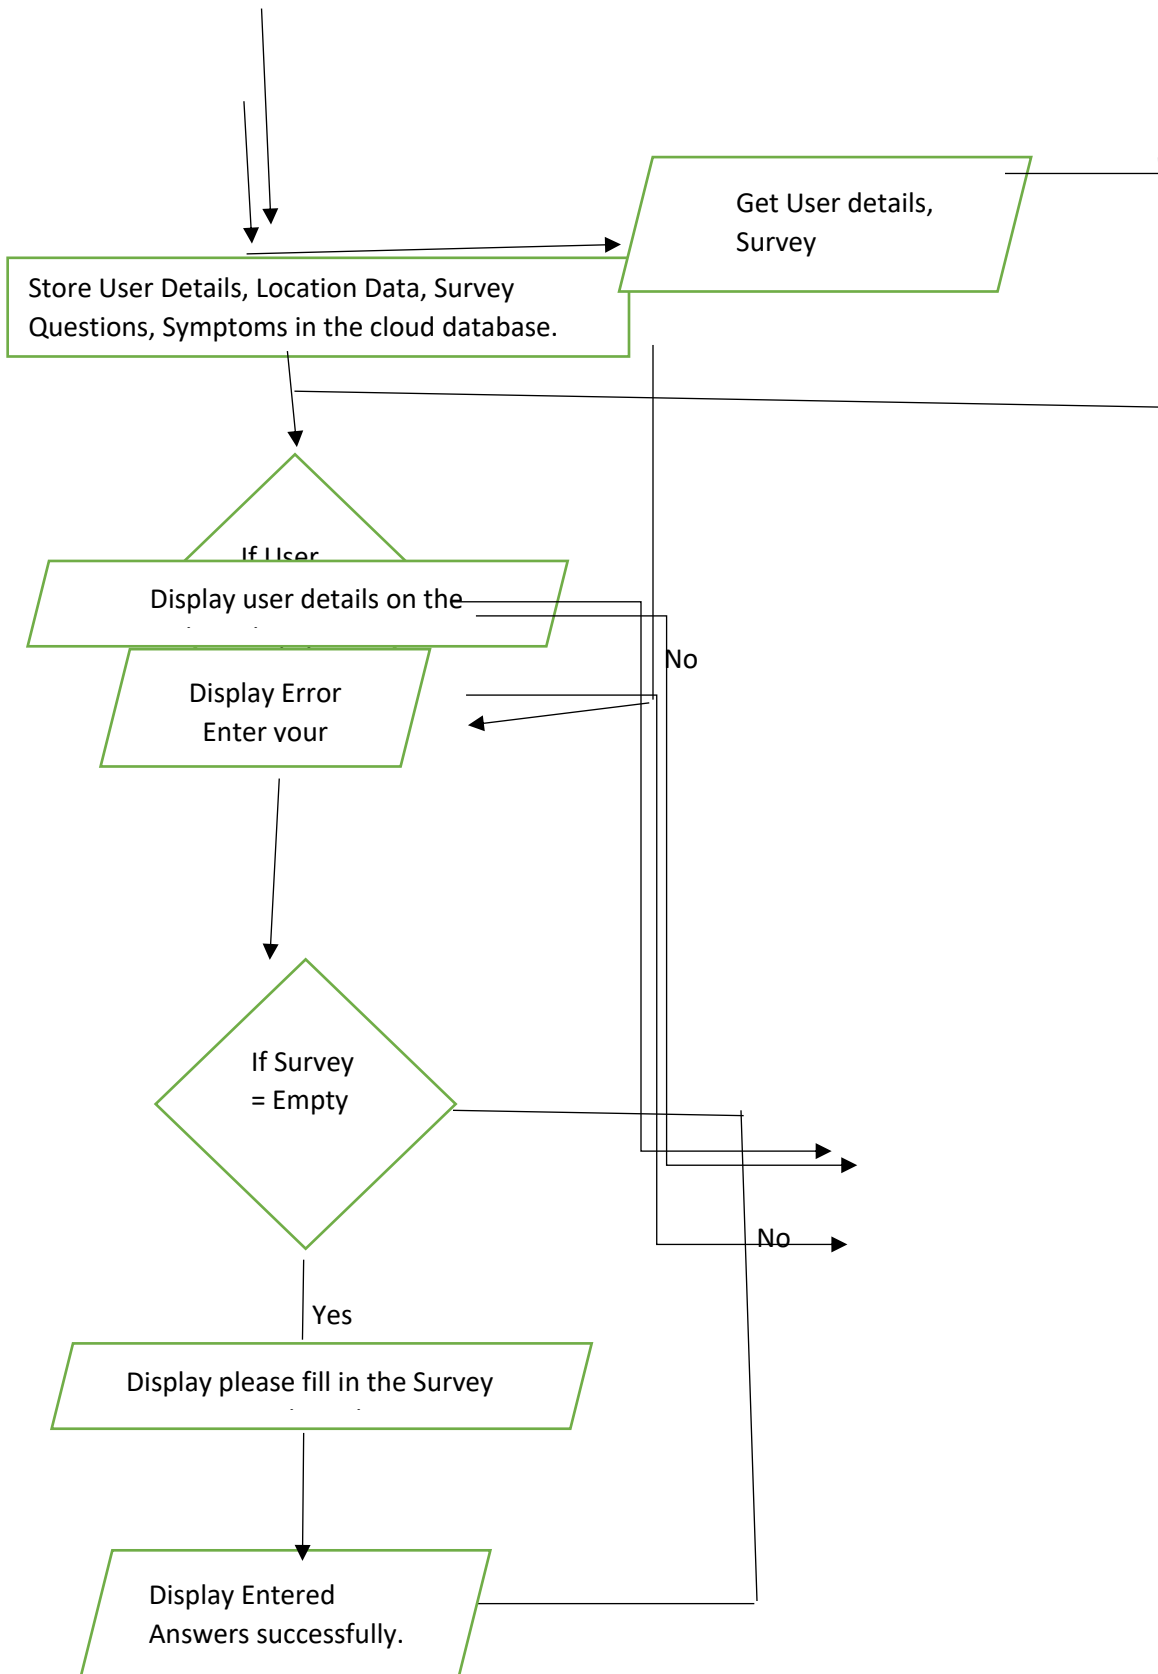 Get User details,
Survey
Store User Details, Location Data, Survey
Questions, Symptoms in the cloud database.
If User
Display user details on the
No
Display Error
Enter your
If Survey
= Empty
No
Yes
Display please fill in the Survey
Display Entered
Answers successfully.